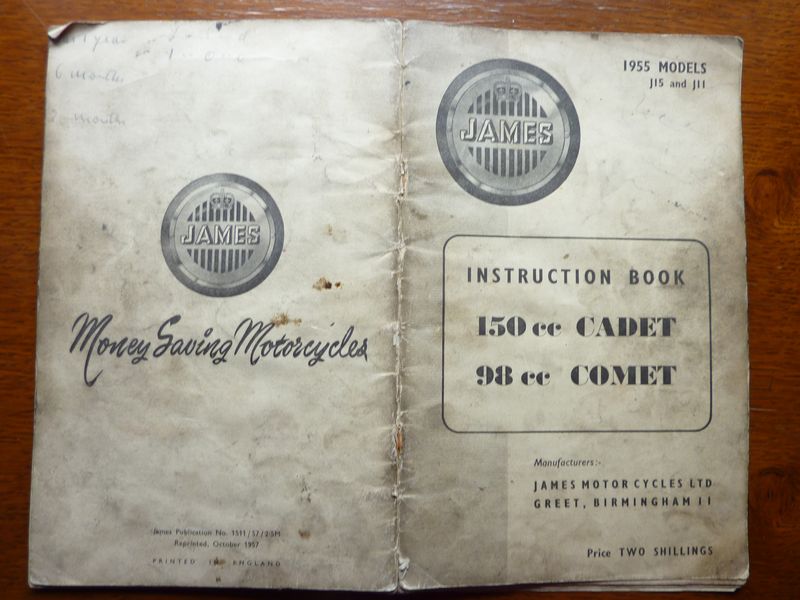 year
6 months
month
JAMES
Money Saving Motorcycles
James Publication No. 1511/57/2·5M
Reprinted, October 1957
PRINTED IN ENGLAND
1955 MODELS
J15 and J11
JAMES
INSTRUCTION BOOK
150 cc CADET
98 cc COMET
Manufacturers:-
JAMES MOTOR CYCLES LTD
GREET, BIRMINGHAM 11
Price TWO SHILLINGS